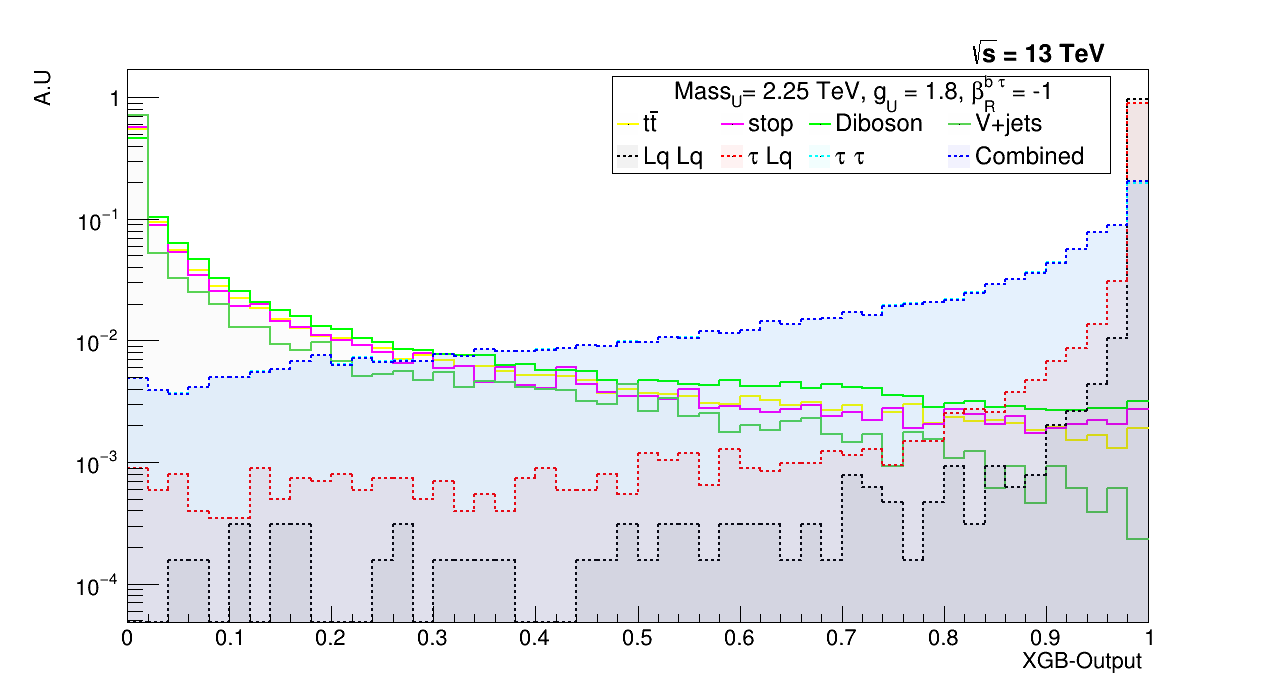 √s = 13 TeV
A.U
Mass_U= 2.25 TeV, g_U = 1.8, β_R^{b τ} = -1
tt̄ stop Diboson V+jets
Lq Lq τ Lq τ τ Combined
1
10⁻¹
10⁻²
10⁻³
10⁻⁴
0 0.1 0.2 0.3 0.4 0.5 0.6 0.7 0.8 0.9 1
XGB-Output